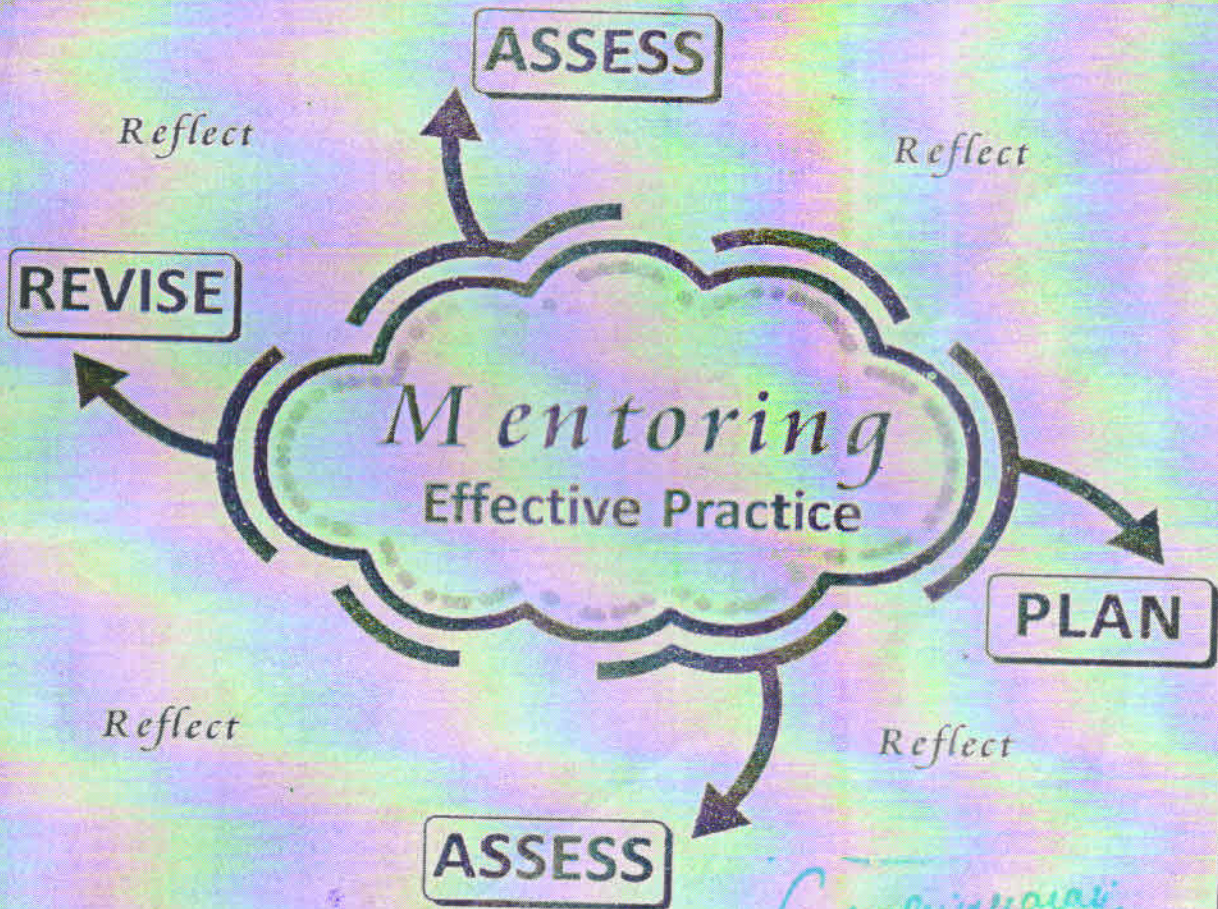 ASSESS
Reflect
Reflect
REVISE
Mentoring
Effective Practice
PLAN
Reflect
Reflect
ASSESS